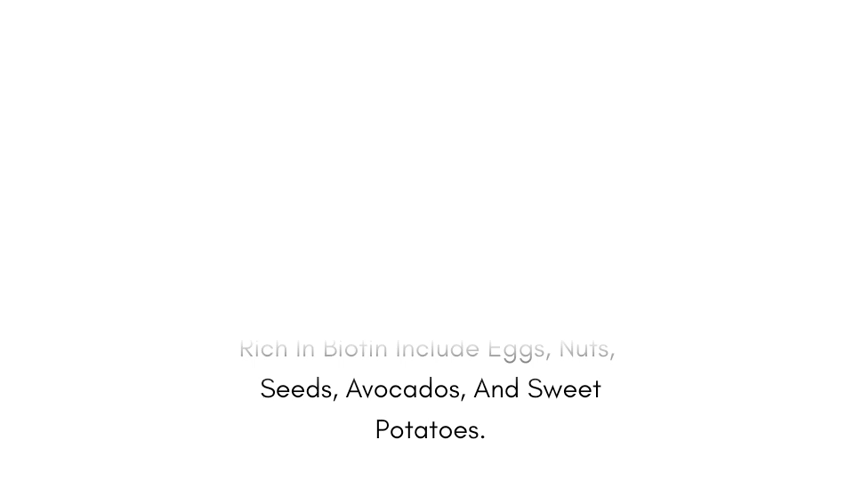 Rich In Biotin Include Eggs, Nuts,
Seeds, Avocados, And Sweet
Potatoes.